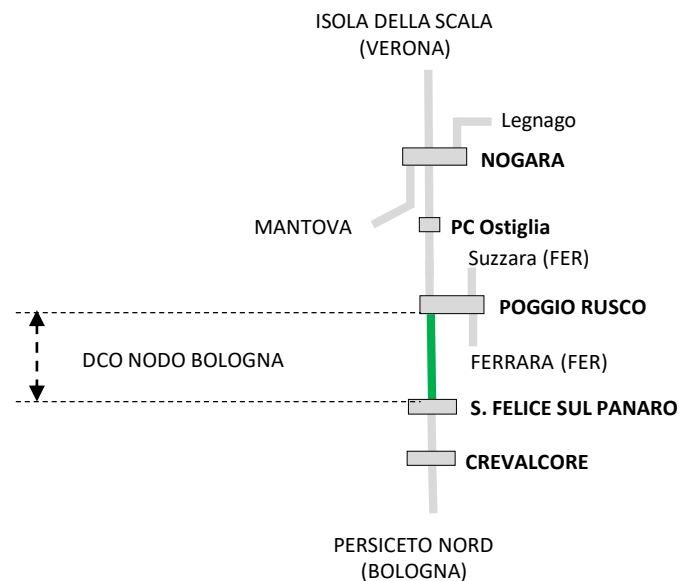 ISOLA DELLA SCALA
(VERONA)
Legnago
NOGARA
MANTOVA
PC Ostiglia
Suzzara (FER)
POGGIO RUSCO
DCO NODO BOLOGNA
FERRARA (FER)
S. FELICE SUL PANARO
CREVALCORE
PERSICETO NORD
(BOLOGNA)